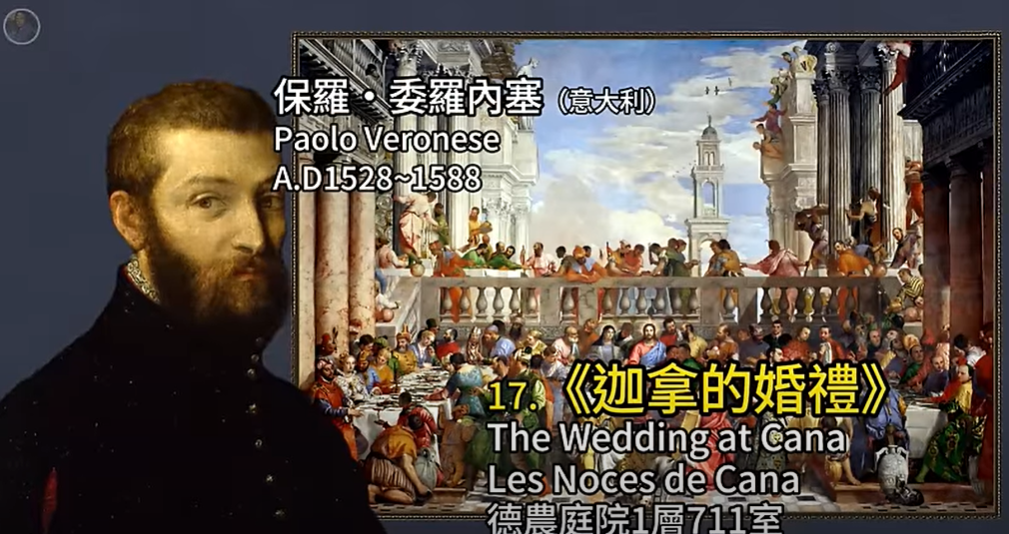 保羅・委羅內塞（意大利）
Paolo Veronese
A.D1528~1588
17.《迦拿的婚禮》
The Wedding at Cana
Les Noces de Cana
德農庭院1層711室